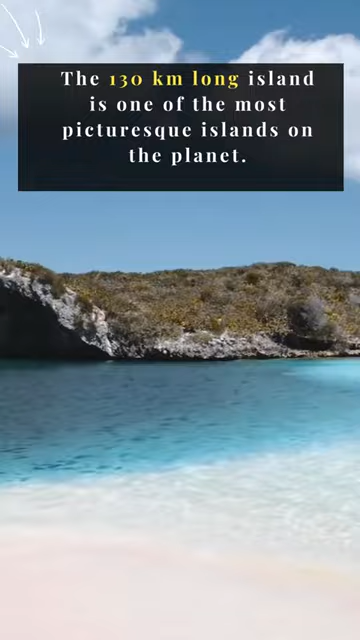 The 130 km long island
is one of the most
picturesque islands on
the planet.